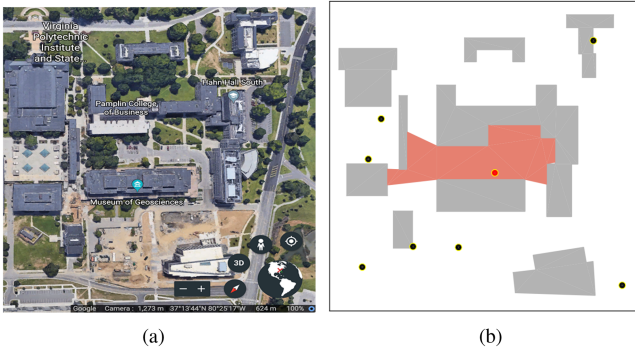 Virginia
Polytechnic
Institute
and State...
Hahn Hall South
Pamplin College
of Business
Museum of Geosciences
3D
Google Camera : 1,273 m 37°13'44"N 80°25'17"W 624 m 100%
(a)
(b)